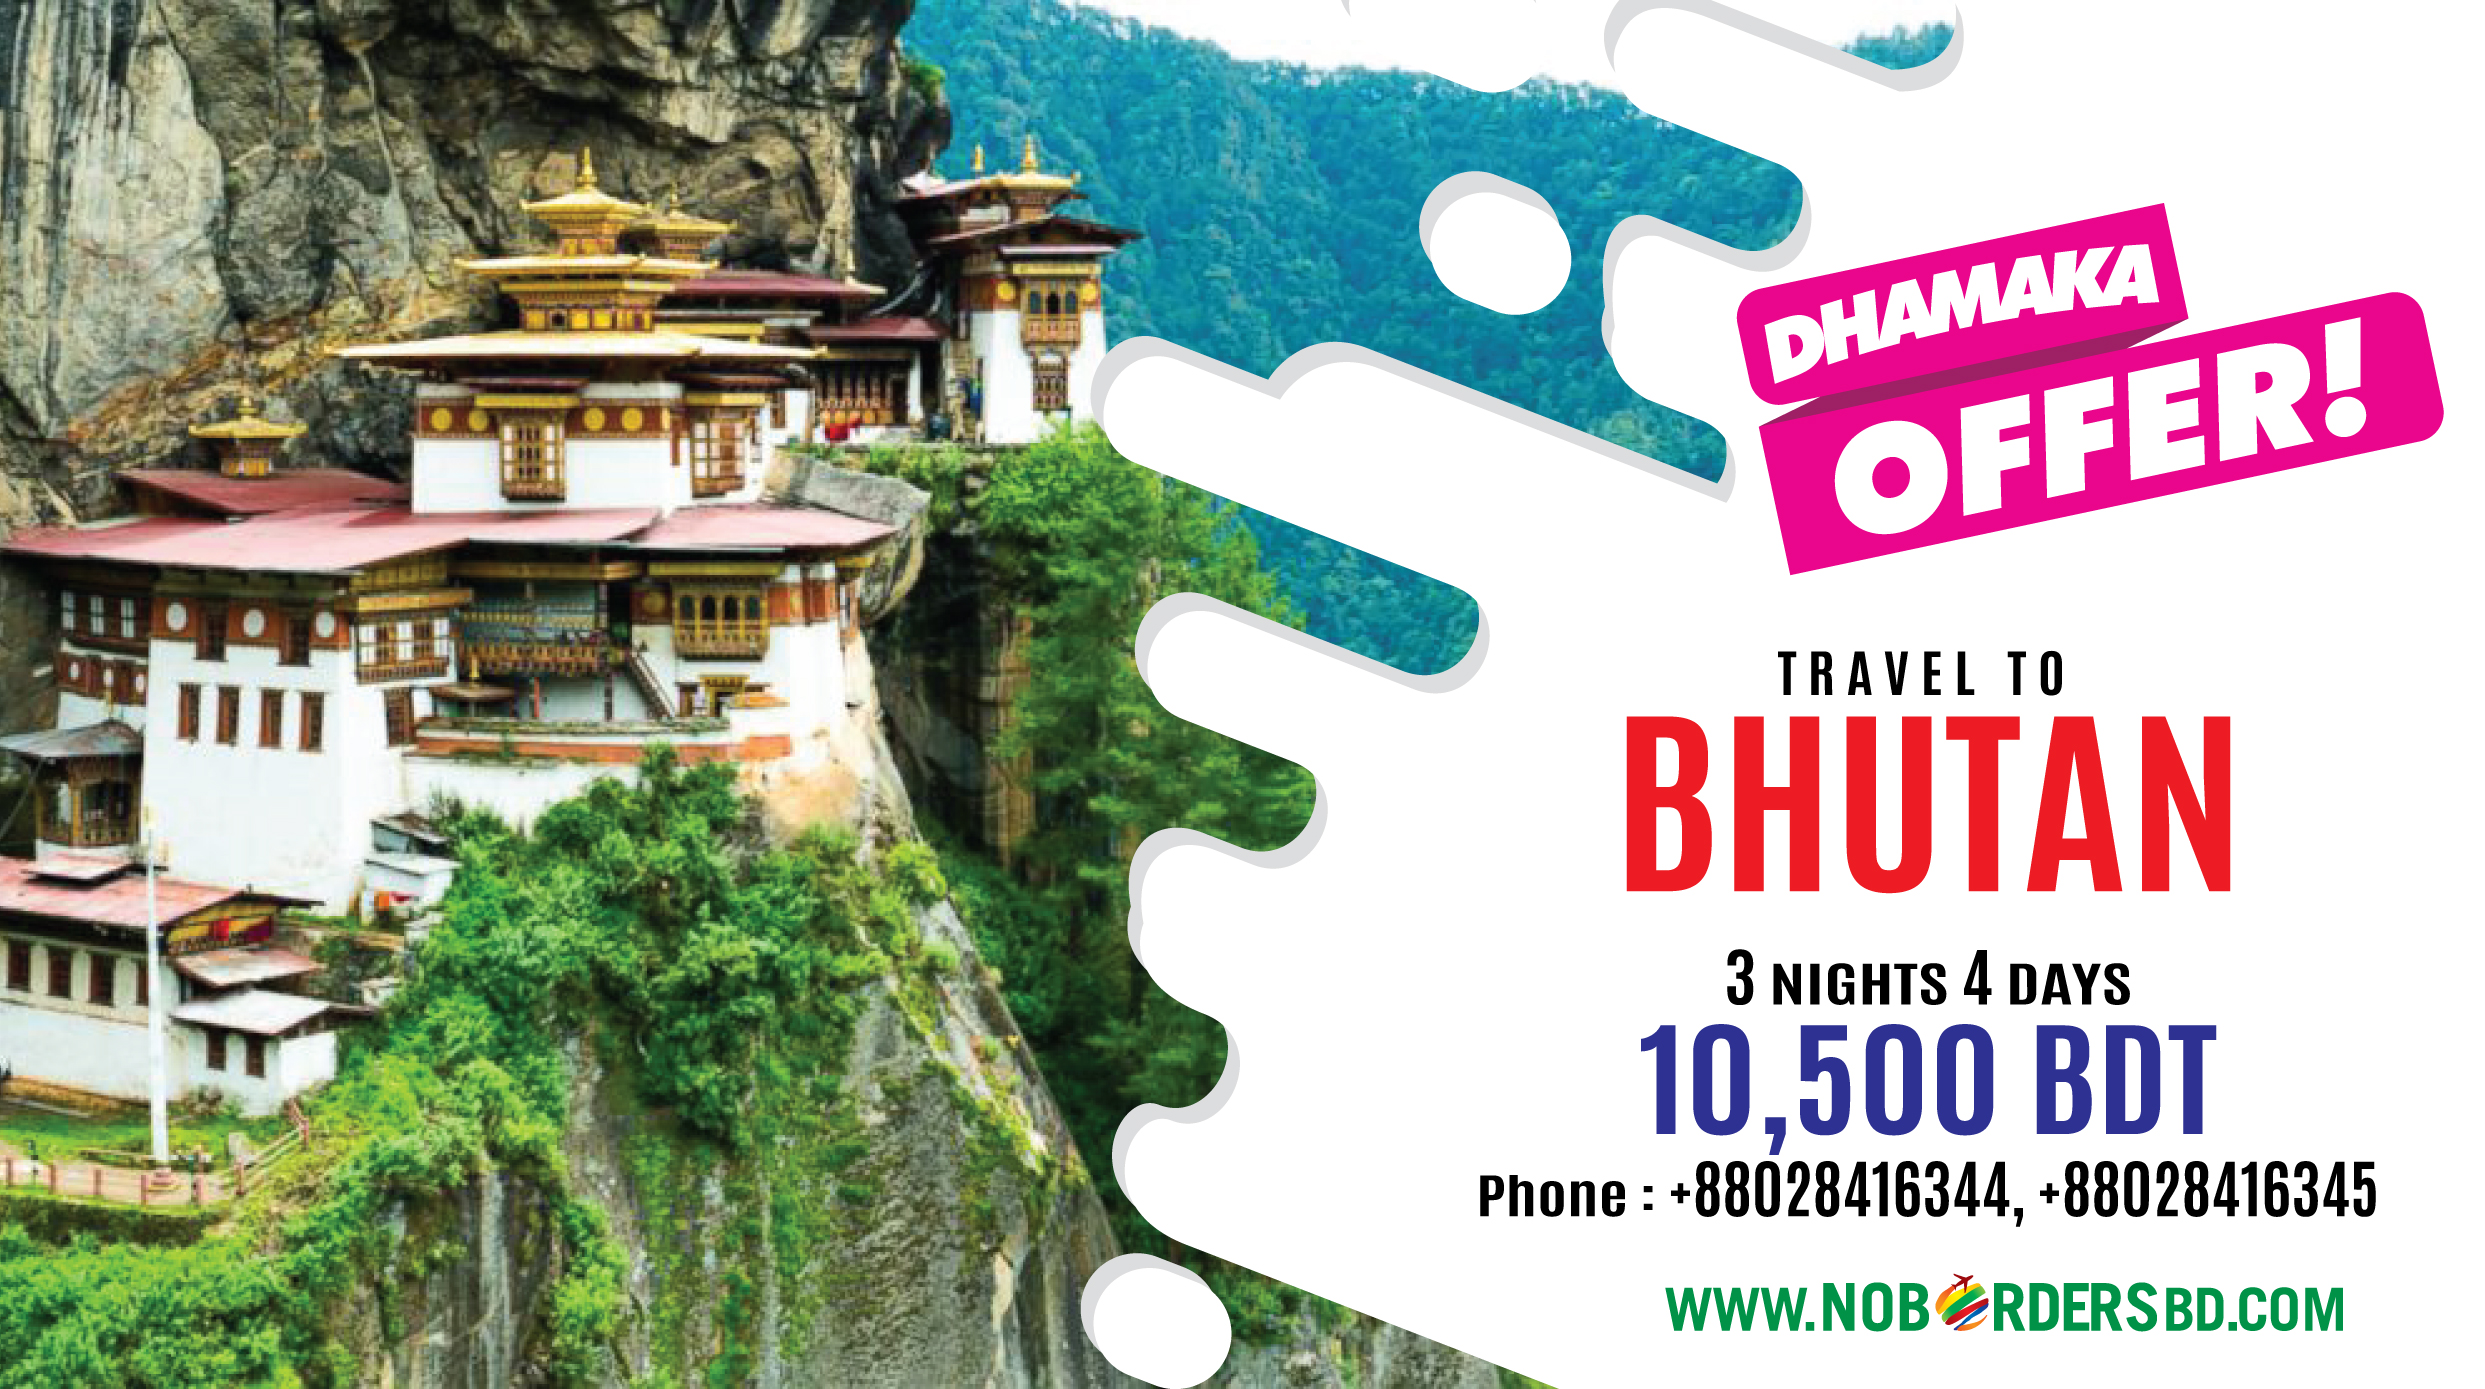 DHAMAKA
OFFER!
TRAVEL TO
BHUTAN
3 NIGHTS 4 DAYS
10,500 BDT
Phone : +88028416344, +88028416345
WWW.NOBORDERSBD.COM